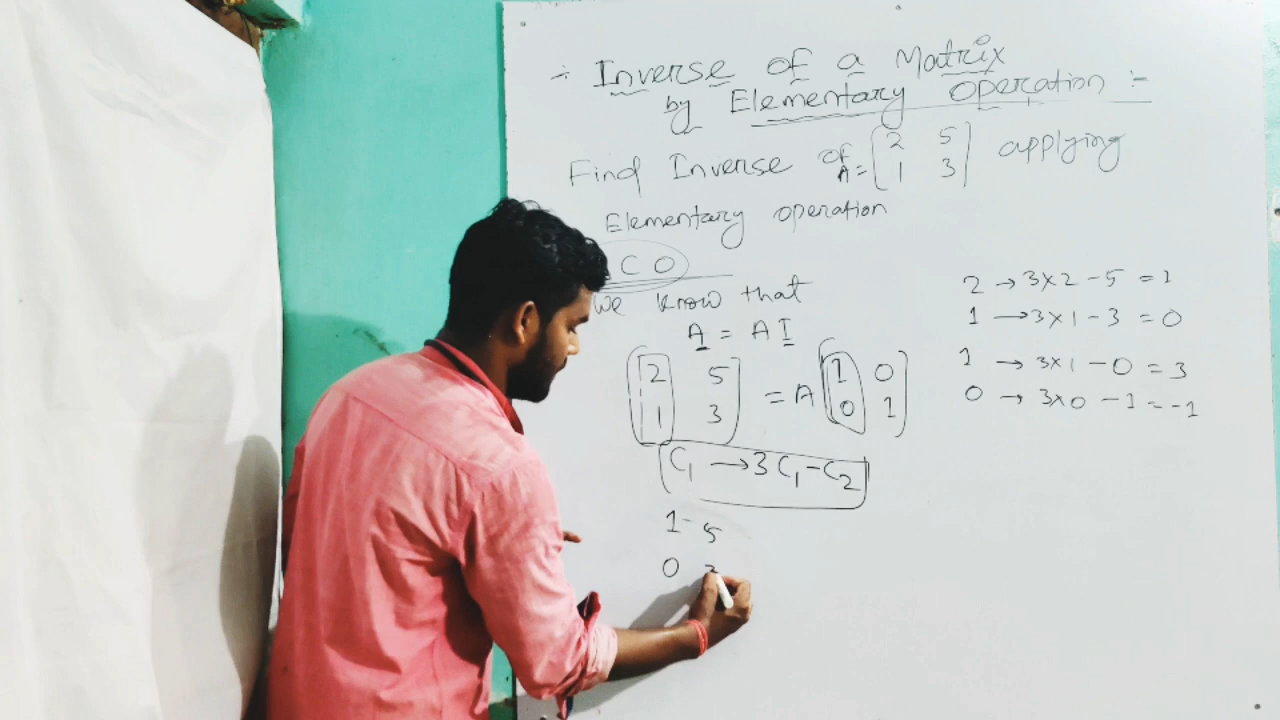 ÷ Inverse of a Matrix
by Elementary Operation :-
Find Inverse of A = [2 5 applying
1 3]
Elementary operation
C O
we know that
A = A I
[2 5 = A [1 0
1 3] 0 1]
C₁ → 3C₁ - C₂
1 5
0
2 → 3×2 - 5 = 1
1 → 3×1 - 3 = 0
1 → 3×1 - 0 = 3
0 → 3×0 - 1 = -1